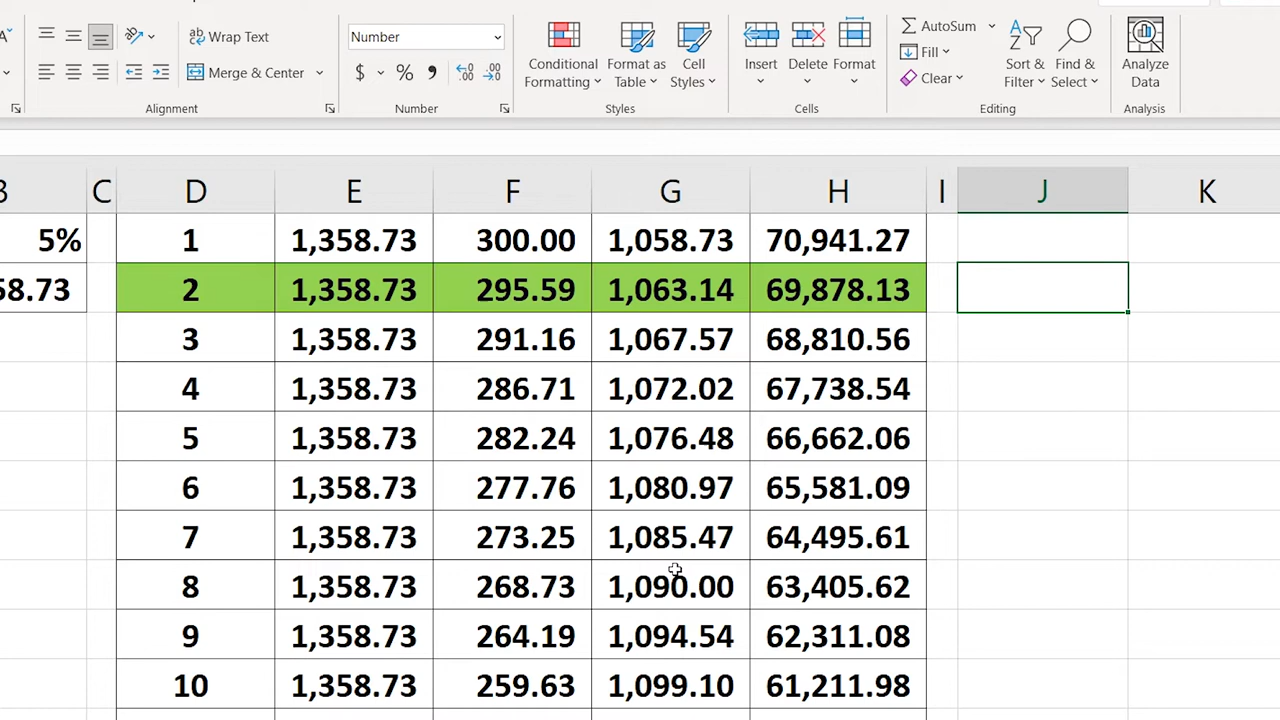 Wrap Text Number AutoSum
Fill
Conditional Format as Cell Insert Delete Format Sort & Find & Analyze
Merge & Center $ % Formatting Table Styles Clear Filter Select Data
Alignment Number Styles Cells Editing Analysis
C D E F G H I J K
5% 1 1,358.73 300.00 1,058.73 70,941.27
58.73 2 1,358.73 295.59 1,063.14 69,878.13
3 1,358.73 291.16 1,067.57 68,810.56
4 1,358.73 286.71 1,072.02 67,738.54
5 1,358.73 282.24 1,076.48 66,662.06
6 1,358.73 277.76 1,080.97 65,581.09
7 1,358.73 273.25 1,085.47 64,495.61
8 1,358.73 268.73 1,090.00 63,405.62
9 1,358.73 264.19 1,094.54 62,311.08
10 1,358.73 259.63 1,099.10 61,211.98